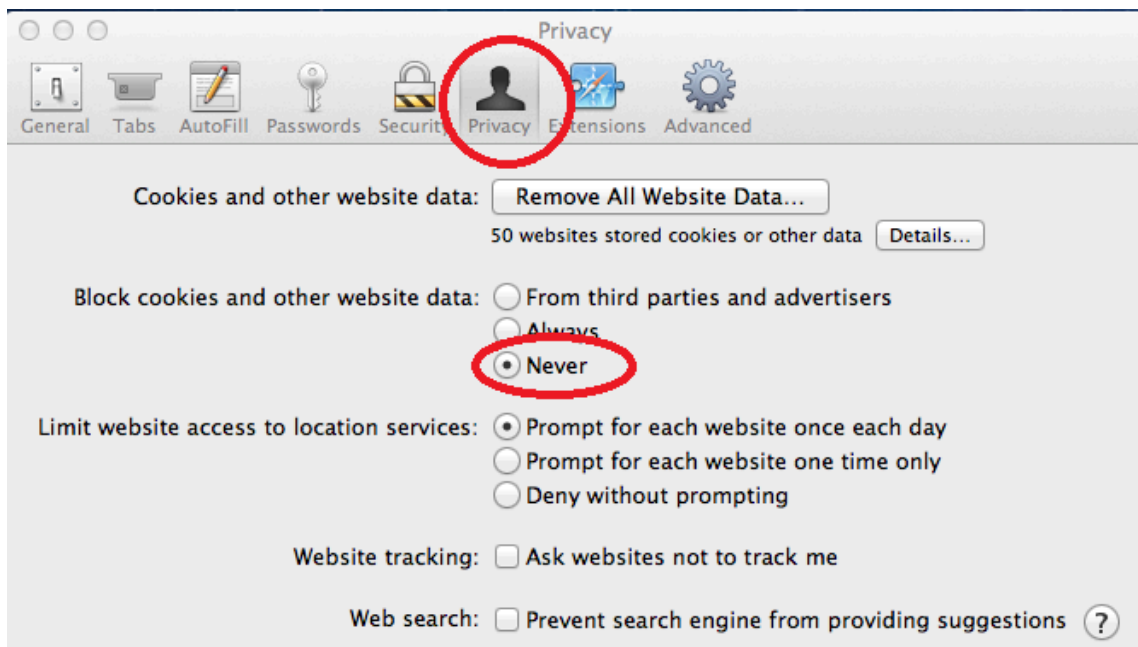 Privacy
General Tabs AutoFill Passwords Security Privacy Extensions Advanced
Cookies and other website data: Remove All Website Data...
50 websites stored cookies or other data Details...
Block cookies and other website data: From third parties and advertisers
Always
Never
Limit website access to location services: Prompt for each website once each day
Prompt for each website one time only
Deny without prompting
Website tracking: Ask websites not to track me
Web search: Prevent search engine from providing suggestions ?